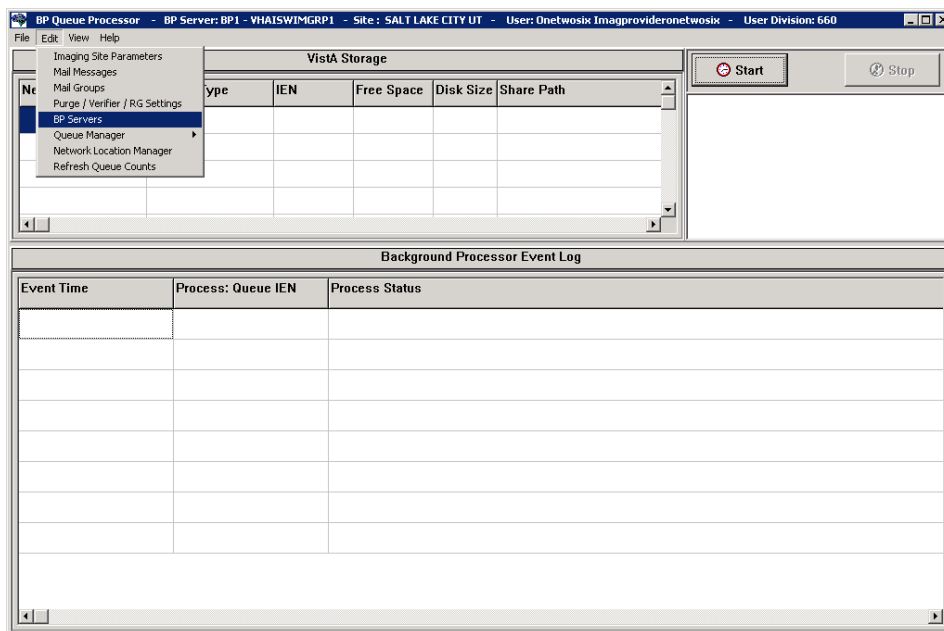 BP Queue Processor - BP Server: BP1 - VHAISWIMGRP1 - Site : SALT LAKE CITY UT - User: Onetwosix Imagprovideronetwosix - User Division: 660
File Edit View Help
Imaging Site Parameters
Mail Messages
Mail Groups
Purge / Verifier / RG Settings
BP Servers
Queue Manager
Network Location Manager
Refresh Queue Counts
VistA Storage
Ne ype IEN Free Space Disk Size Share Path
Start Stop
Background Processor Event Log
Event Time Process: Queue IEN Process Status